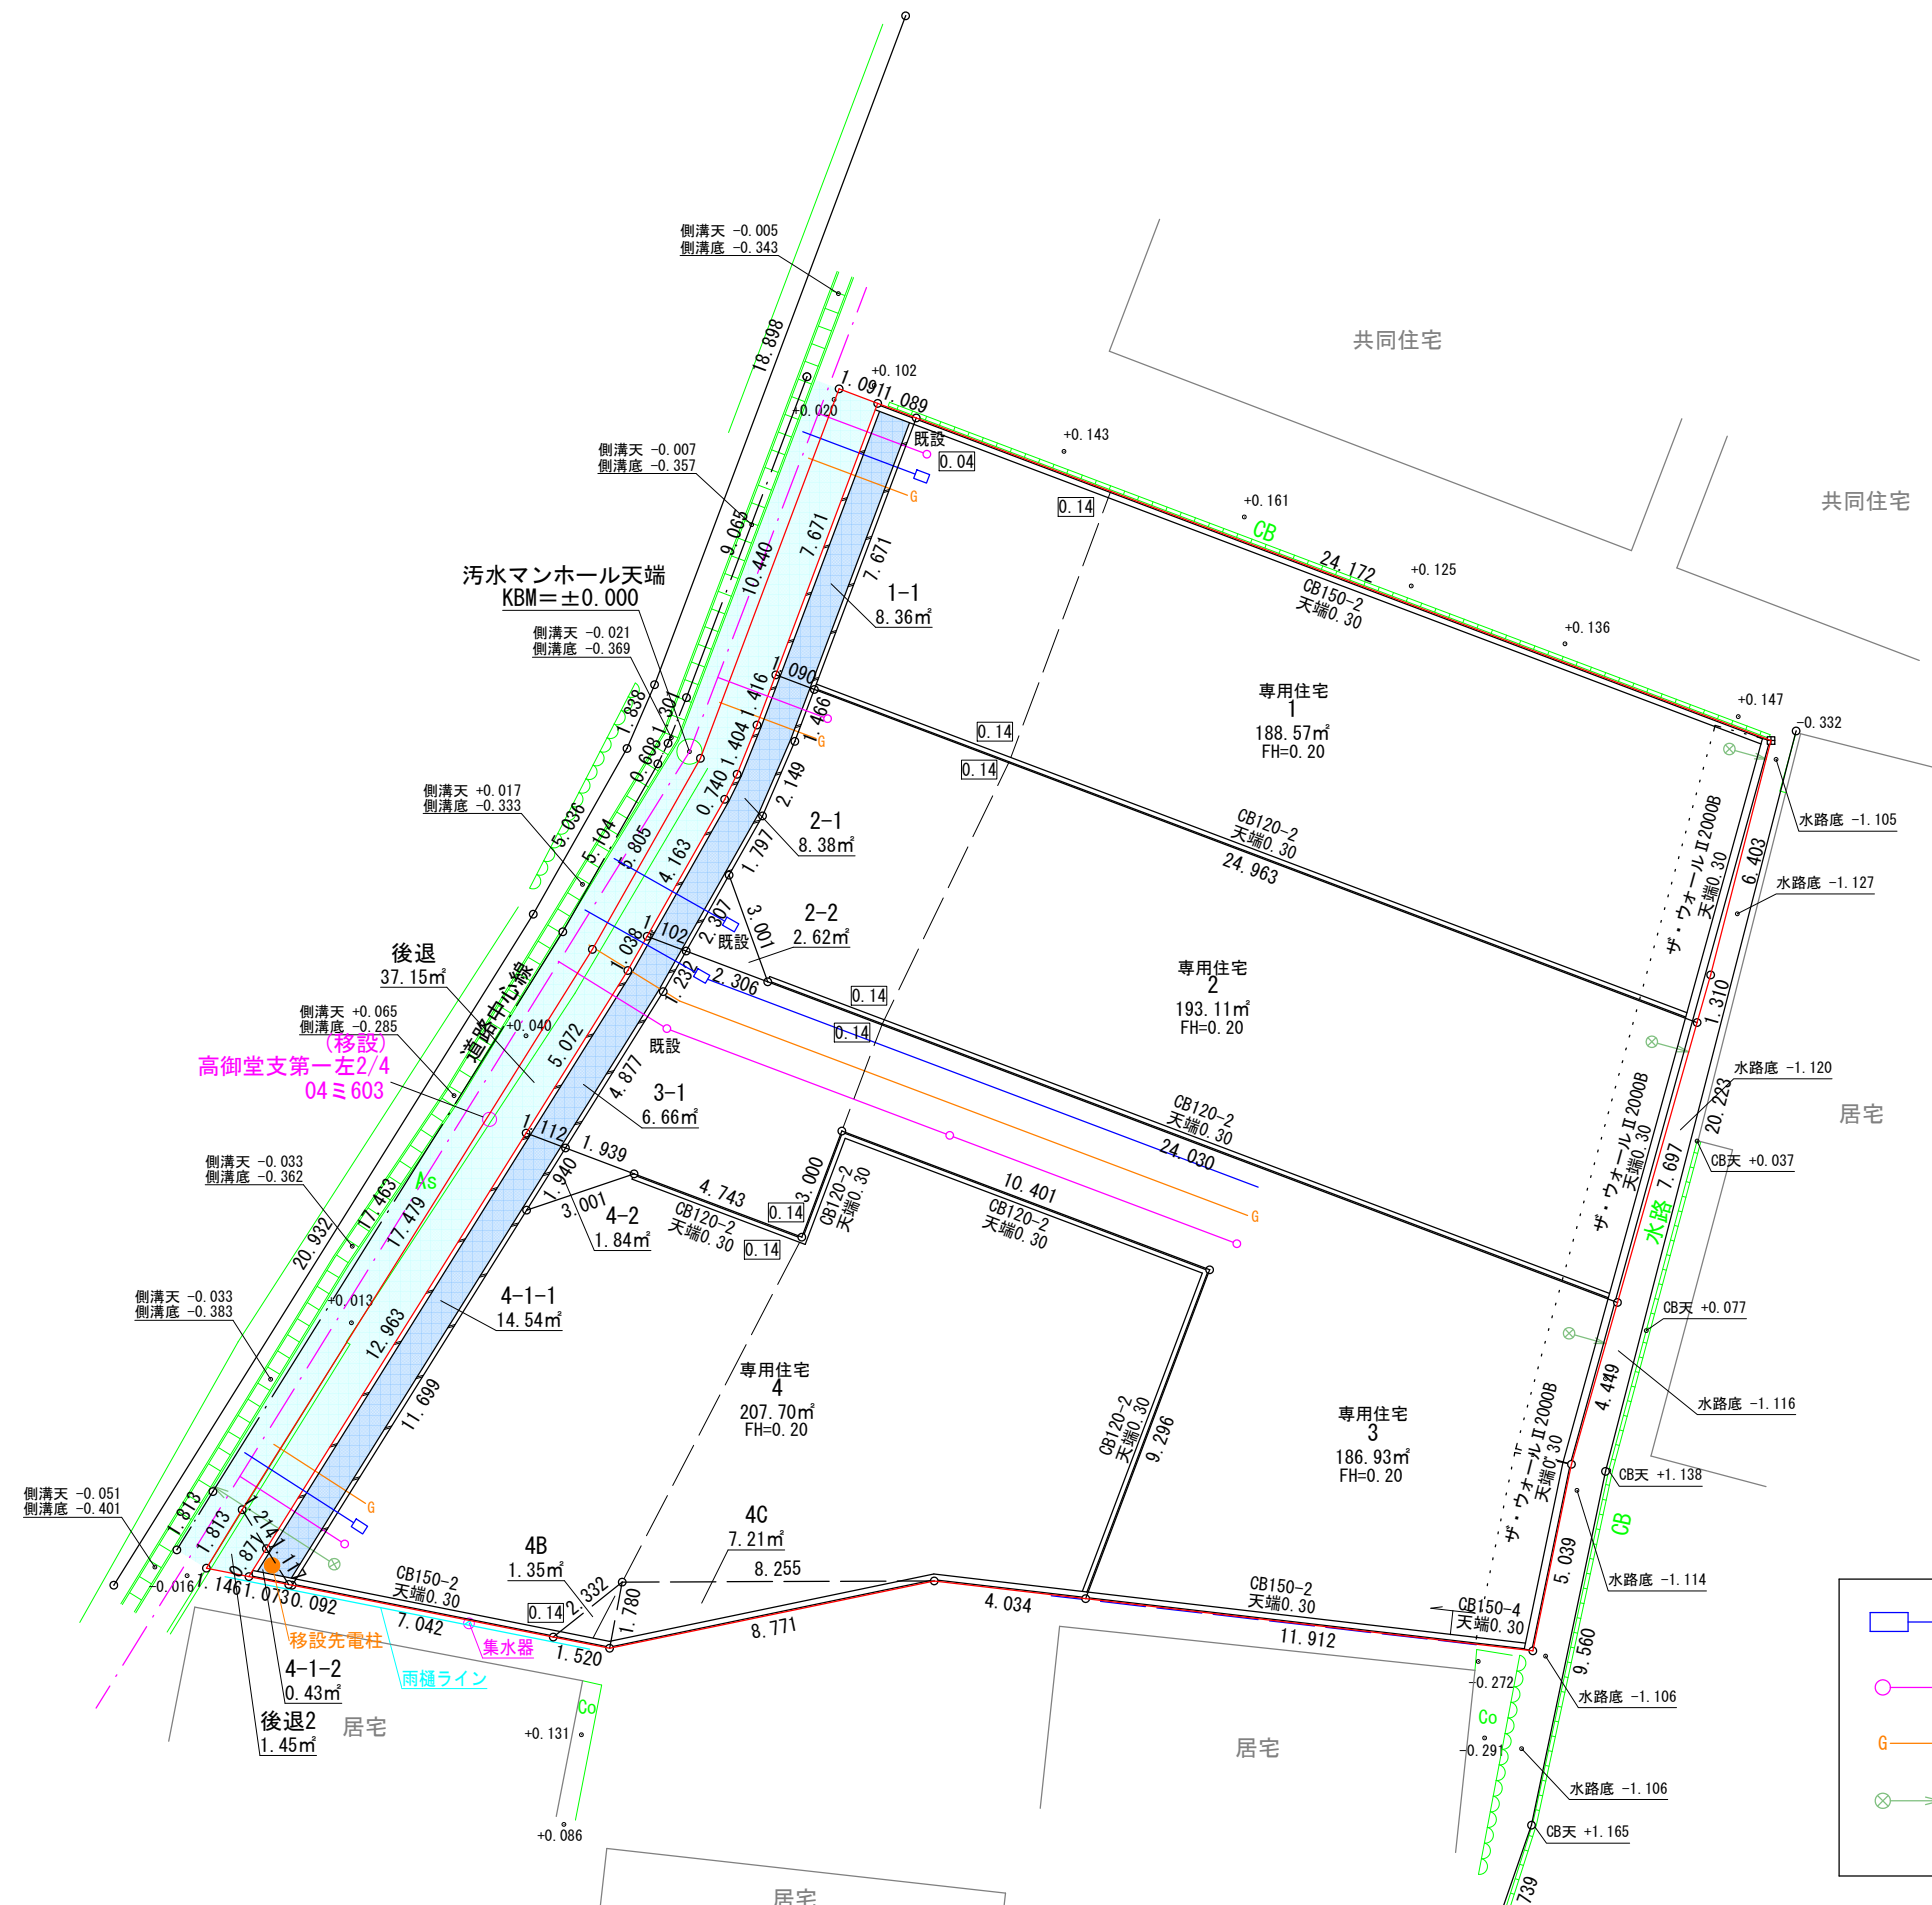 側溝天 -0.005
側溝底 -0.343
18.898
共同住宅
共同住宅
+0.102
1.091
1.089
+0.020
既設
0.04
+0.143
0.14
+0.161
CB
24.172
CB150-2
天端0.30
+0.125
+0.136
+0.147
-0.332
側溝天 -0.007
側溝底 -0.357
9.065
10.440
7.671
7.671
G
汚水マンホール天端
KBM=±0.000
1-1
8.36㎡
側溝天 -0.021
側溝底 -0.369
1.838
1.301
0.608
1.090
1.416
1.466
1.404
0.740
2.149
G
0.14
0.14
専用住宅
1
188.57㎡
FH=0.20
水路底 -1.105
ザ・ウォールⅡ2000B
天端0.30
6.403
水路底 -1.127
側溝天 +0.017
側溝底 -0.333
5.036
5.104
5.805
4.163
2-1
8.38㎡
1.797
CB120-2
天端0.30
24.963
2-2
2.62㎡
3.001
2.307
既設
1.102
1.038
2.306
1.232
後退
37.15㎡
道路中心線
専用住宅
2
193.11㎡
FH=0.20
1.310
0.14
0.14
側溝天 +0.065
側溝底 -0.285
+0.040
(移設)
高御堂支第一左2/4
04ミ603
5.072
既設
4.877
3-1
6.66㎡
水路底 -1.120
20.223
居宅
CB120-2
天端0.30
24.030
ザ・ウォールⅡ2000B
天端0.30
7.697
水路
CB天 +0.037
1.112
1.939
側溝天 -0.033
側溝底 -0.362
As
17.463
17.479
20.932
1.940
3.001
4.743
CB120-2
天端0.30
0.14
0.14
3.000
CB120-2
天端0.30
10.401
CB120-2
天端0.30
G
4-2
1.84㎡
4-1-1
14.54㎡
側溝天 -0.033
側溝底 -0.383
+0.013
12.963
11.699
CB天 +0.077
専用住宅
4
207.70㎡
FH=0.20
CB120-2
天端0.30
9.296
専用住宅
3
186.93㎡
FH=0.20
ザ・ウォールⅡ2000B
天端0.30
4.449
水路底 -1.116
CB天 +1.138
側溝天 -0.051
側溝底 -0.401
1.813
1.813
1.214
0.871
G
4C
7.21㎡
4B
1.35㎡
8.255
2.332
1.780
CB
5.039
水路底 -1.114
-0.016
1.146
1.073
0.092
CB150-2
天端0.30
7.042
0.14
1.520
8.771
4.034
CB150-2
天端0.30
11.912
CB150-4
天端0.30
移設先電柱
集水器
雨樋ライン
4-1-2
0.43㎡
後退2
1.45㎡
居宅
Co
+0.131
+0.086
居宅
居宅
-0.272
Co
-0.291
9.560
水路底 -1.106
水路底 -1.106
CB天 +1.165
739
G